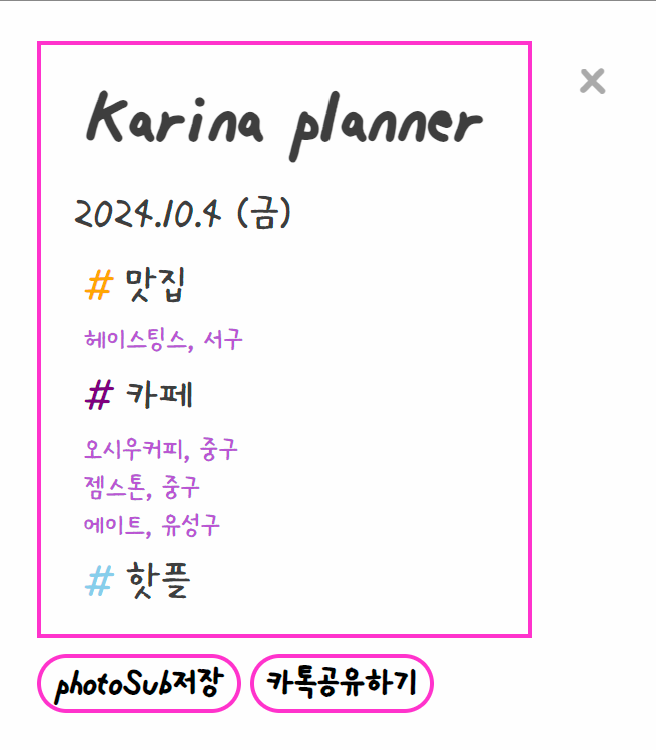 Karina planner
2024.10.4 (금)
# 맛집
헤이스팅스, 서구
# 카페
오시우커피, 중구
젬스톤, 중구
에이트, 유성구
# 핫플
photoSub저장
카톡공유하기